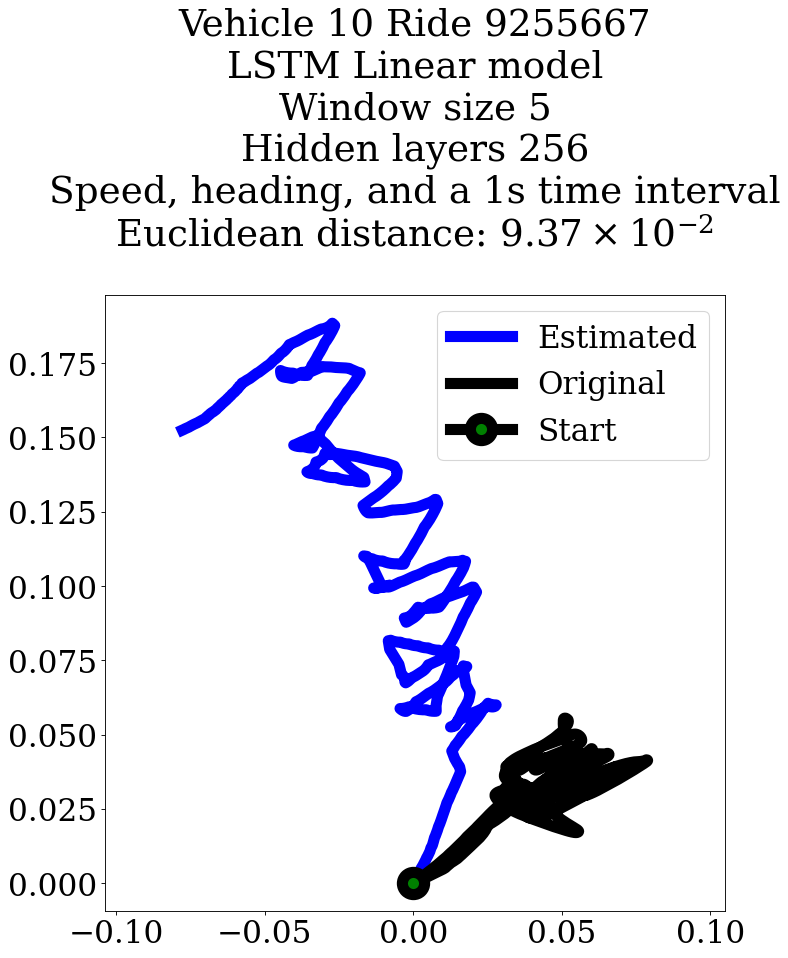 Vehicle 10 Ride 9255667
LSTM Linear model
Window size 5
Hidden layers 256
Speed, heading, and a 1s time interval
Euclidean distance: 9.37 × 10⁻²
Estimated
Original
Start
0.175
0.150
0.125
0.100
0.075
0.050
0.025
0.000
−0.10 −0.05 0.00 0.05 0.10